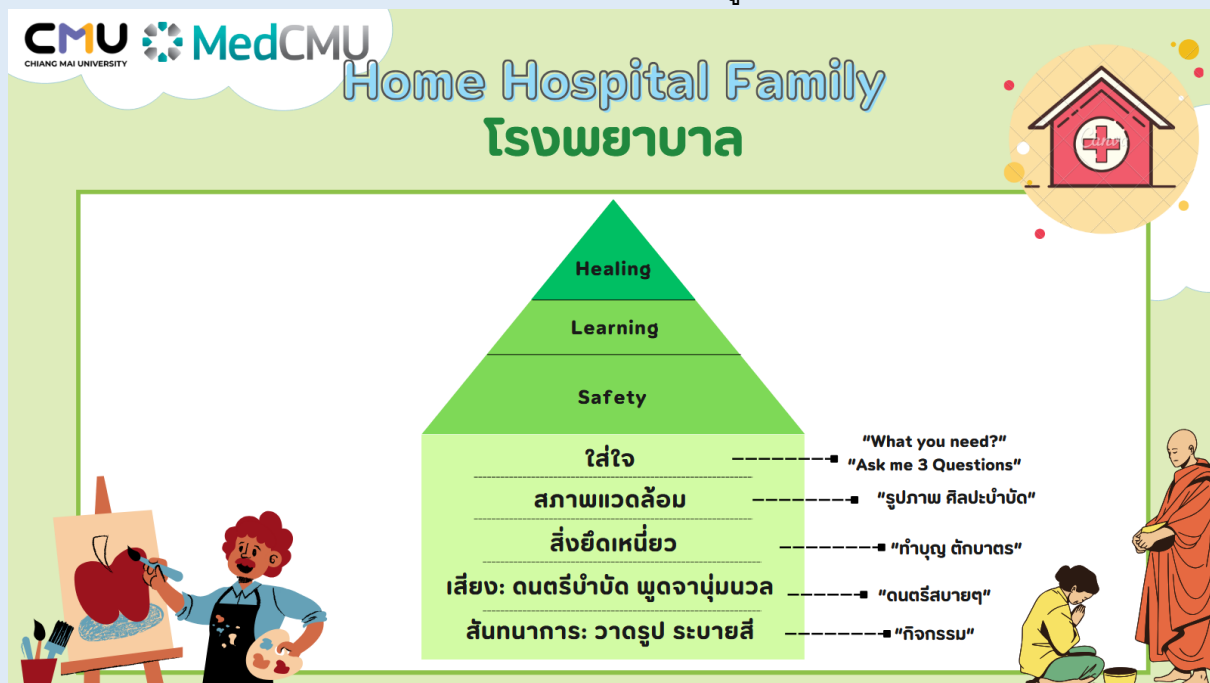 CMU
CHIANG MAI UNIVERSITY
MedCMU
Home Hospital Family
โรงพยาบาล
Canva
Healing
Learning
Safety
ใส่ใจ
"What you need?"
"Ask me 3 Questions"
สภาพแวดล้อม
"รูปภาพ ศิลปะบำบัด"
สิ่งยึดเหนี่ยว
"ทำบุญ ตักบาตร"
เสียง: ดนตรีบำบัด พูดจานุ่มนวล
"ดนตรีสบายๆ"
สันทนาการ: วาดรูป ระบายสี
"กิจกรรม"